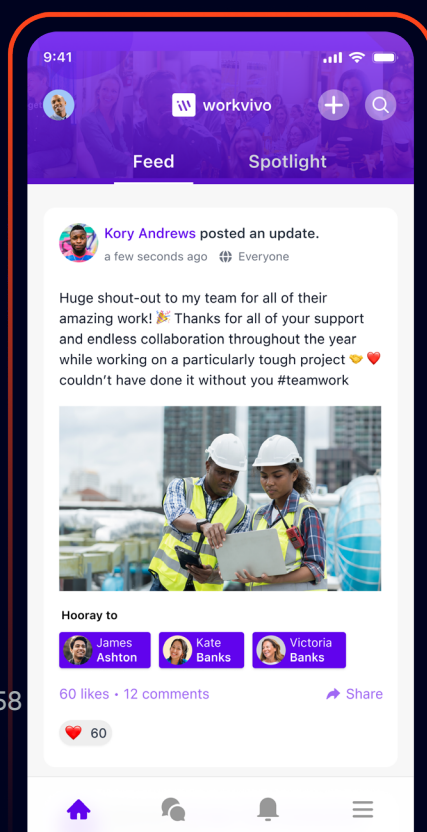 9:41
workvivo
Feed Spotlight
Kory Andrews posted an update.
a few seconds ago Everyone
Huge shout-out to my team for all of their
amazing work! 🎉 Thanks for all of your support
and endless collaboration throughout the year
while working on a particularly tough project 🤝 ❤️
couldn't have done it without you #teamwork
Hooray to
James Ashton
Kate Banks
Victoria Banks
60 likes • 12 comments Share
❤️ 60
58